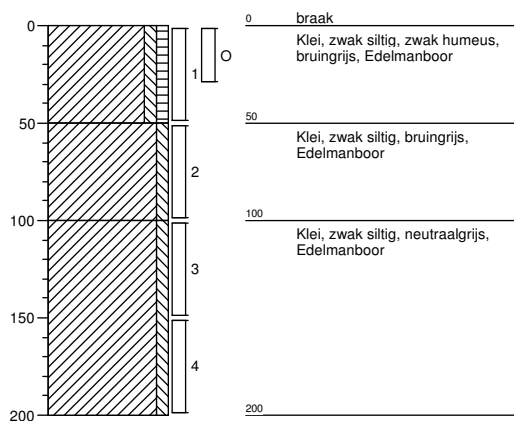 0
50
100
150
200
1
2
3
4
O
0
braak
Klei, zwak siltig, zwak humeus,
bruingrijs, Edelmanboor
50
Klei, zwak siltig, bruingrijs,
Edelmanboor
100
Klei, zwak siltig, neutraalgrijs,
Edelmanboor
200